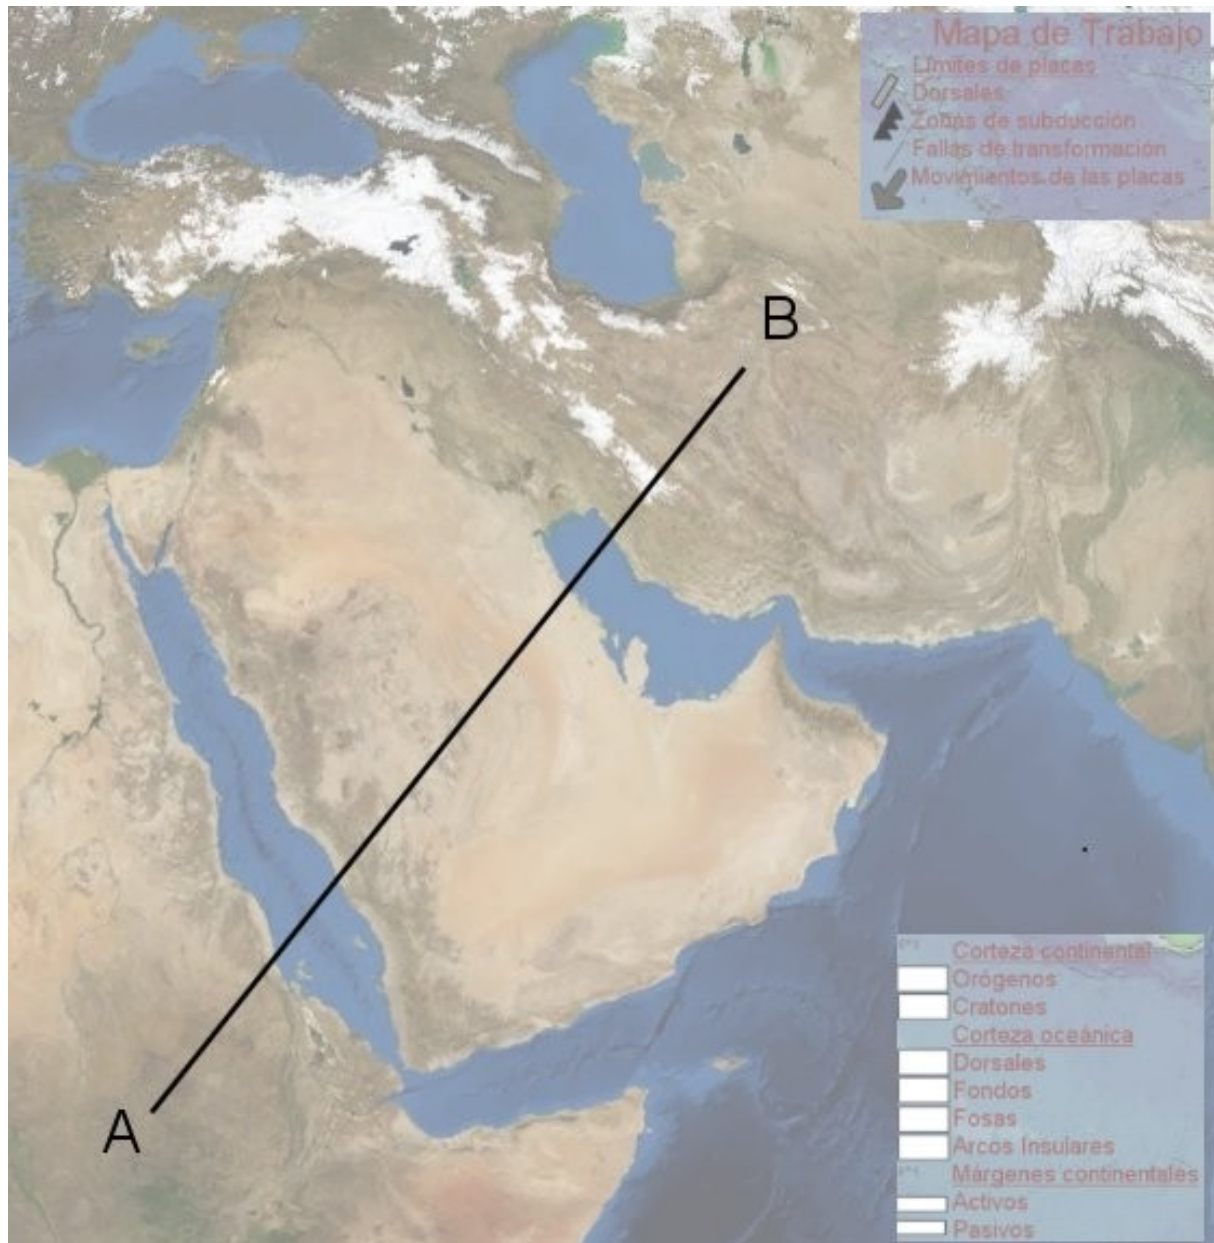 Mapa de Trabajo
Límites de placas
Dorsales
Zonas de subducción
Fallas de transformación
Movimientos de las placas
B
A
Corteza continental
Orógenos
Cratones
Corteza oceánica
Dorsales
Fondos
Fosas
Arcos Insulares
Márgenes continentales
Activos
Pasivos